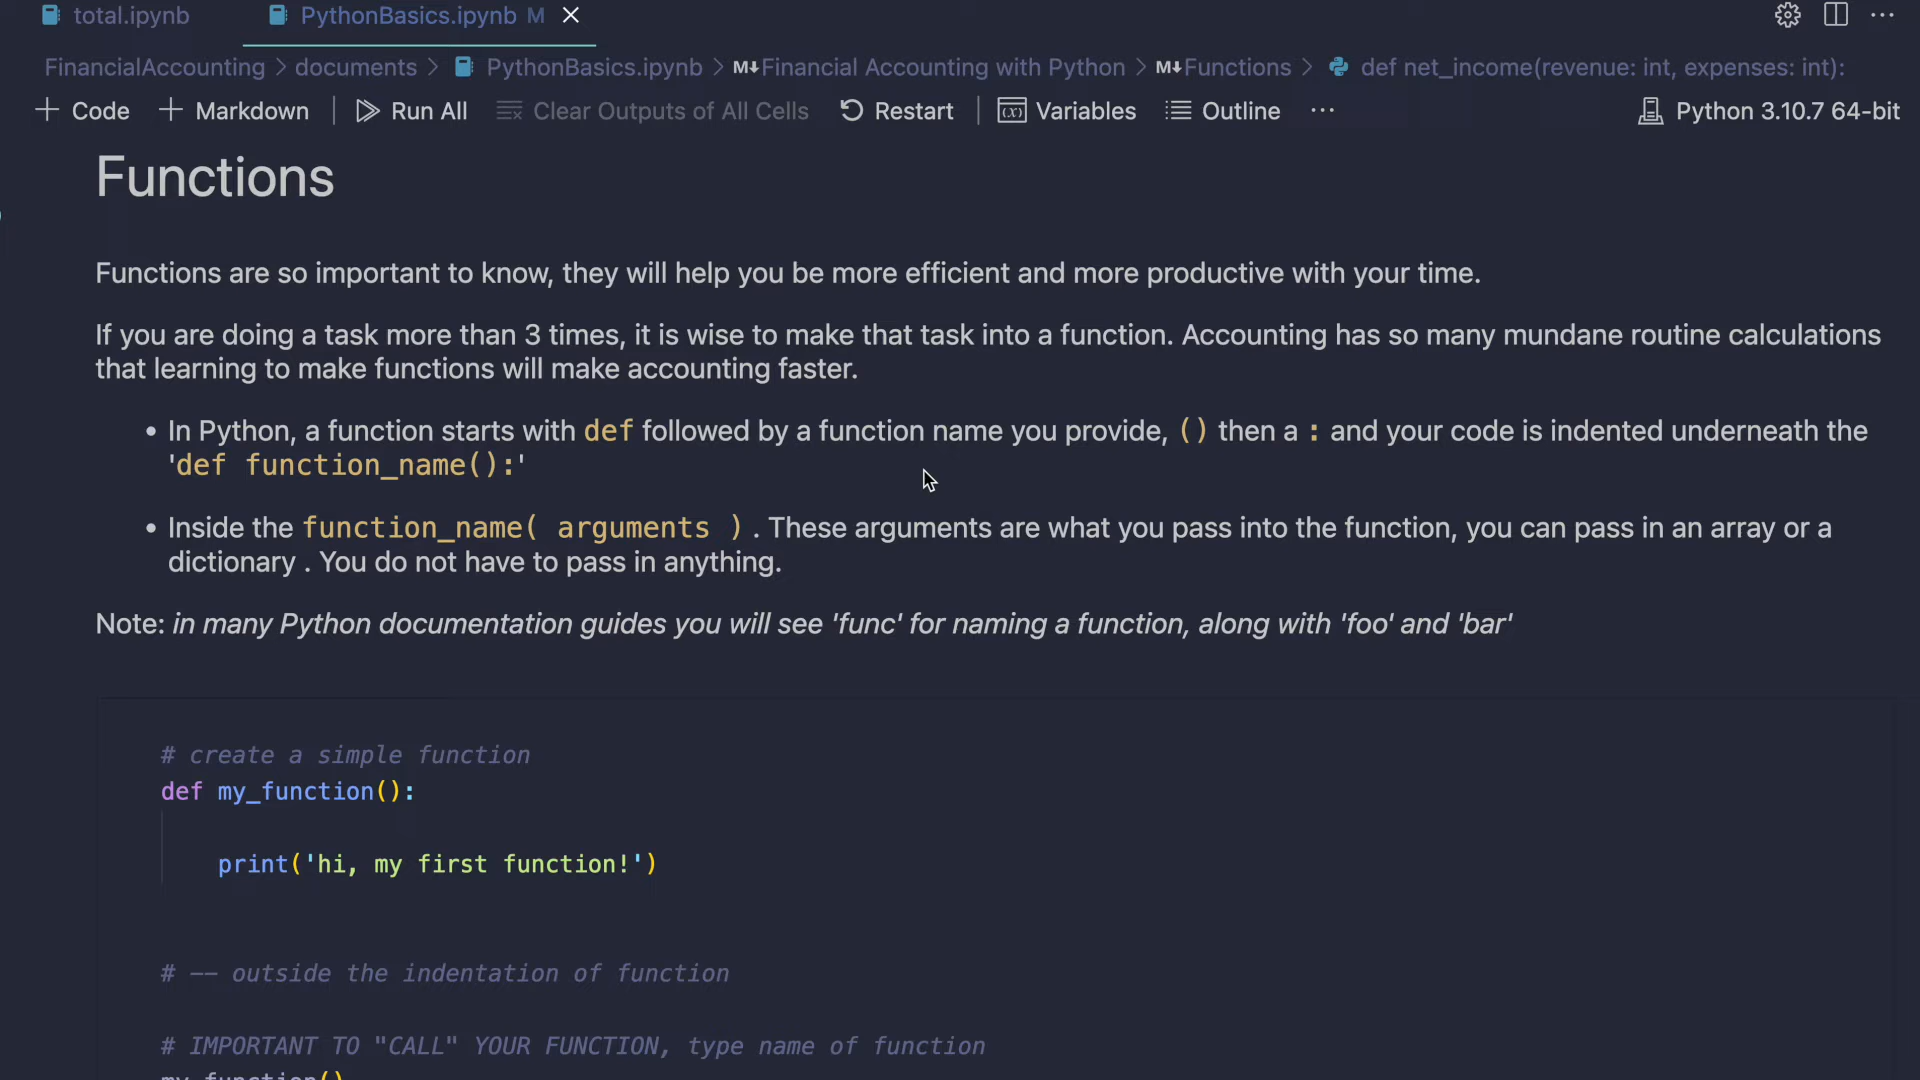 total.ipynb PythonBasics.ipynb M
FinancialAccounting > documents > PythonBasics.ipynb > M↓Financial Accounting with Python > M↓Functions > def net_income(revenue: int, expenses: int):
+ Code + Markdown | Run All Clear Outputs of All Cells Restart | Variables Outline ··· Python 3.10.7 64-bit
Functions
Functions are so important to know, they will help you be more efficient and more productive with your time.
If you are doing a task more than 3 times, it is wise to make that task into a function. Accounting has so many mundane routine calculations
that learning to make functions will make accounting faster.
• In Python, a function starts with def followed by a function name you provide, () then a : and your code is indented underneath the
'def function_name():'
• Inside the function_name( arguments ) . These arguments are what you pass into the function, you can pass in an array or a
dictionary . You do not have to pass in anything.
Note: in many Python documentation guides you will see 'func' for naming a function, along with 'foo' and 'bar'
# create a simple function
def my_function():
print('hi, my first function!')
# -- outside the indentation of function
# IMPORTANT TO "CALL" YOUR FUNCTION, type name of function
my_function()